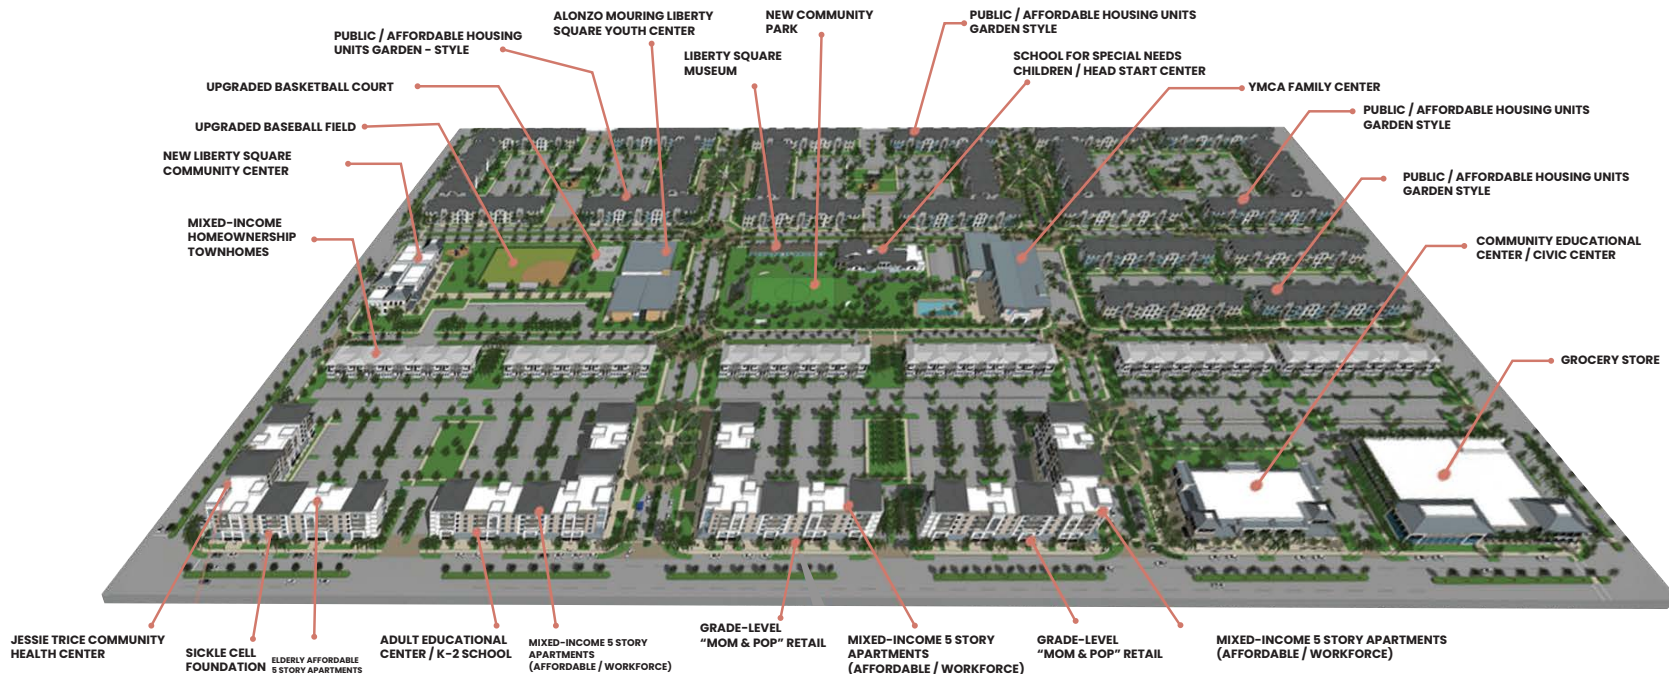 ALONZO MOURING LIBERTY
SQUARE YOUTH CENTER
NEW COMMUNITY
PARK
PUBLIC / AFFORDABLE HOUSING UNITS
GARDEN STYLE
PUBLIC / AFFORDABLE HOUSING
UNITS GARDEN - STYLE
LIBERTY SQUARE
MUSEUM
SCHOOL FOR SPECIAL NEEDS
CHILDREN / HEAD START CENTER
UPGRADED BASKETBALL COURT
YMCA FAMILY CENTER
PUBLIC / AFFORDABLE HOUSING UNITS
GARDEN STYLE
UPGRADED BASEBALL FIELD
NEW LIBERTY SQUARE
COMMUNITY CENTER
PUBLIC / AFFORDABLE HOUSING UNITS
GARDEN STYLE
MIXED-INCOME
HOMEOWNERSHIP
TOWNHOMES
COMMUNITY EDUCATIONAL
CENTER / CIVIC CENTER
GROCERY STORE
JESSIE TRICE COMMUNITY
HEALTH CENTER
SICKLE CELL
FOUNDATION
ELDERLY AFFORDABLE
5 STORY APARTMENTS
ADULT EDUCATIONAL
CENTER / K-2 SCHOOL
MIXED-INCOME 5 STORY
APARTMENTS
(AFFORDABLE / WORKFORCE)
GRADE-LEVEL
“MOM & POP” RETAIL
MIXED-INCOME 5 STORY
APARTMENTS
(AFFORDABLE / WORKFORCE)
GRADE-LEVEL
“MOM & POP” RETAIL
MIXED-INCOME 5 STORY APARTMENTS
(AFFORDABLE / WORKFORCE)